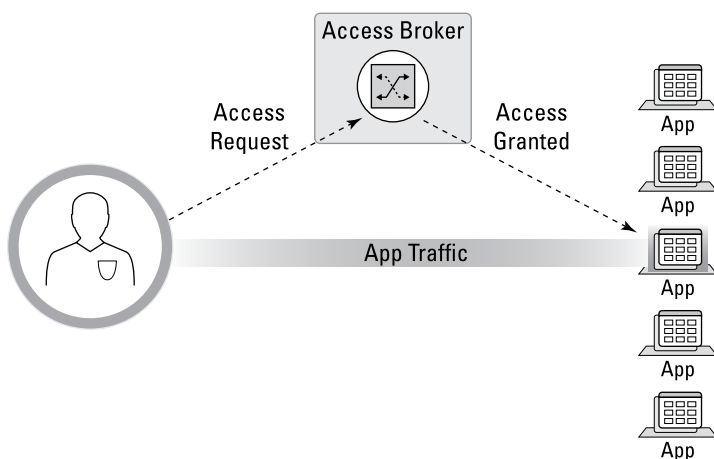 Access Broker
Access
Request
Access
Granted
App
App
App Traffic
App
App
App